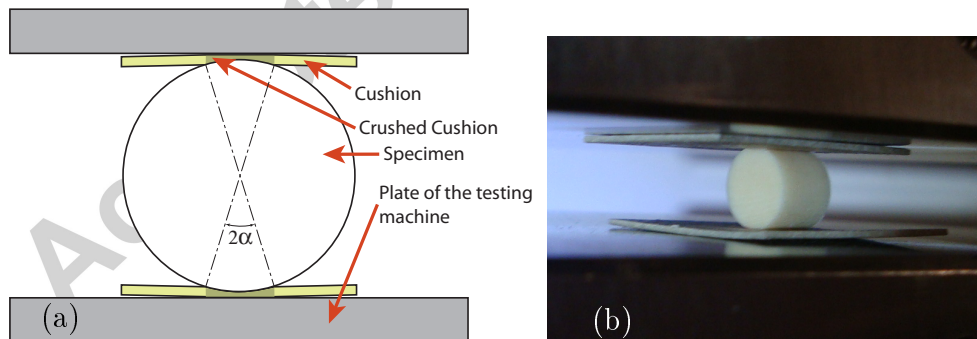 Cushion
Crushed Cushion
Specimen
Plate of the testing
machine
2α
(a)
(b)